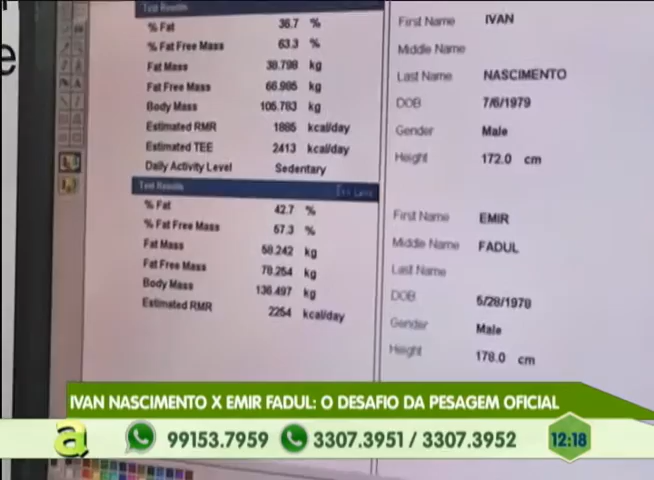 Test Results
% Fat 36.7 %
% Fat Free Mass 63.3 %
Fat Mass 38.798 kg
Fat Free Mass 66.985 kg
Body Mass 105.783 kg
Estimated RMR 1885 kcal/day
Estimated TEE 2413 kcal/day
Daily Activity Level Sedentary
First Name IVAN
Middle Name
Last Name NASCIMENTO
DOB 7/6/1979
Gender Male
Height 172.0 cm
Test Results
% Fat 42.7 %
% Fat Free Mass 57.3 %
Fat Mass 58.242 kg
Fat Free Mass 78.254 kg
Body Mass 136.497 kg
Estimated RMR 2254 kcal/day
First Name EMIR
Middle Name FADUL
Last Name
DOB
Gender Male
Height 178.0 cm
IVAN NASCIMENTO X EMIR FADUL: O DESAFIO DA PESAGEM OFICIAL
a 99153.7959 3307.3951 / 3307.3952 12:18